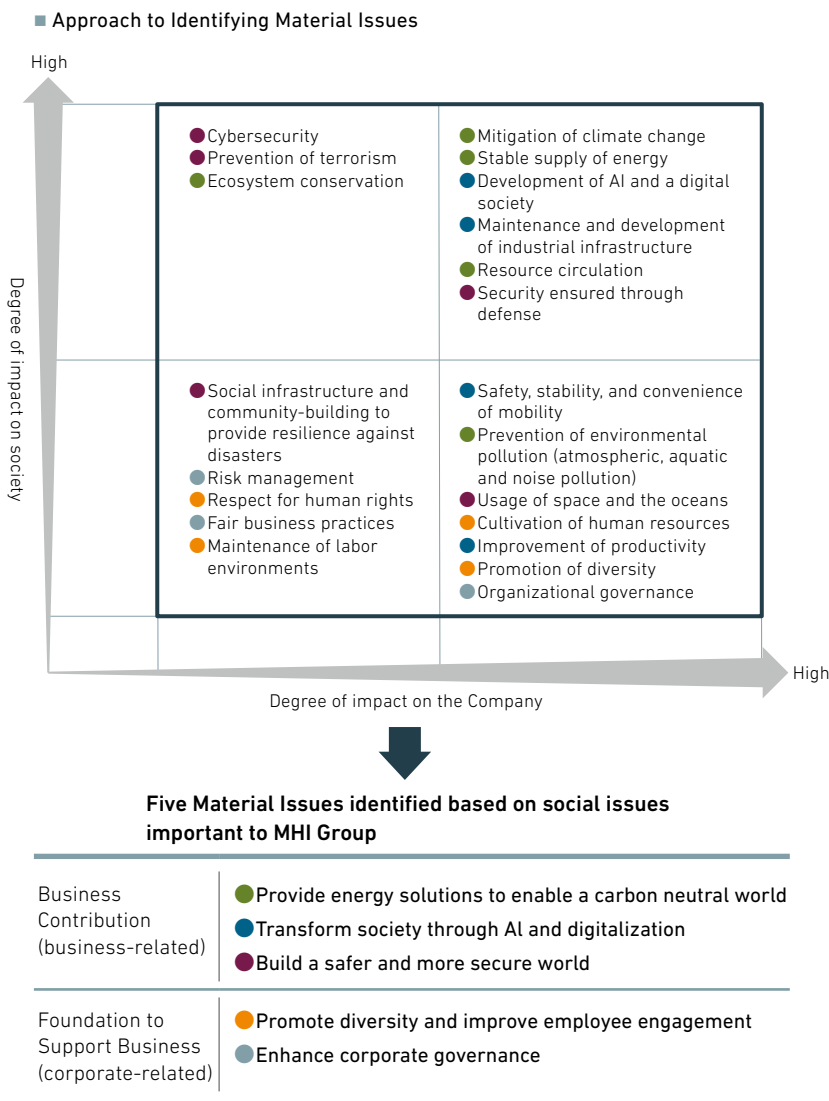 Approach to Identifying Material Issues
High
Degree of impact on society
Cybersecurity
Prevention of terrorism
Ecosystem conservation
Mitigation of climate change
Stable supply of energy
Development of AI and a digital
society
Maintenance and development
of industrial infrastructure
Resource circulation
Security ensured through
defense
Social infrastructure and
community-building to
provide resilience against
disasters
Risk management
Respect for human rights
Fair business practices
Maintenance of labor
environments
Safety, stability, and convenience
of mobility
Prevention of environmental
pollution (atmospheric, aquatic
and noise pollution)
Usage of space and the oceans
Cultivation of human resources
Improvement of productivity
Promotion of diversity
Organizational governance
High
Degree of impact on the Company
Five Material Issues identified based on social issues
important to MHI Group
Business
Contribution
(business-related)
Provide energy solutions to enable a carbon neutral world
Transform society through Al and digitalization
Build a safer and more secure world
Foundation to
Support Business
(corporate-related)
Promote diversity and improve employee engagement
Enhance corporate governance